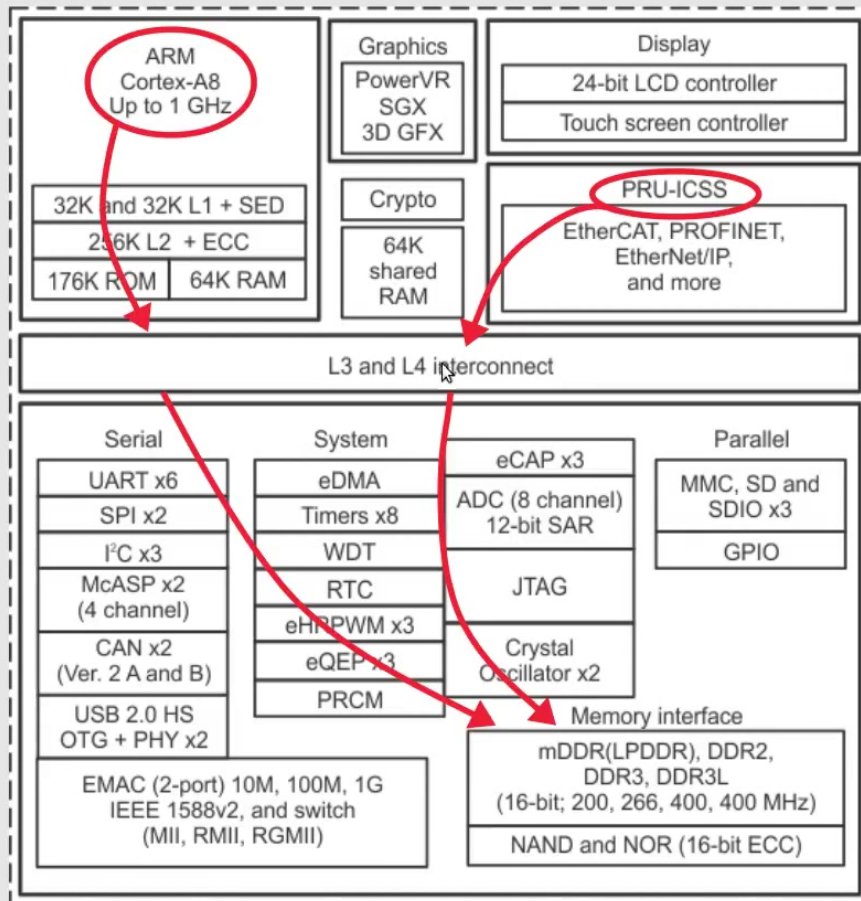 ARM
Cortex-A8
Up to 1 GHz
32K and 32K L1 + SED
256K L2 + ECC
176K ROM
64K RAM
Graphics
PowerVR
SGX
3D GFX
Crypto
64K
shared
RAM
Display
24-bit LCD controller
Touch screen controller
PRU-ICSS
EtherCAT, PROFINET,
EtherNet/IP,
and more
L3 and L4 interconnect
Serial
UART x6
SPI x2
I²C x3
McASP x2
(4 channel)
CAN x2
(Ver. 2 A and B)
USB 2.0 HS
OTG + PHY x2
EMAC (2-port) 10M, 100M, 1G
IEEE 1588v2, and switch
(MII, RMII, RGMII)
System
eDMA
Timers x8
WDT
RTC
eHRPWM x3
eQEP x3
PRCM
eCAP x3
ADC (8 channel)
12-bit SAR
JTAG
Crystal
Oscillator x2
Parallel
MMC, SD and
SDIO x3
GPIO
Memory interface
mDDR(LPDDR), DDR2,
DDR3, DDR3L
(16-bit; 200, 266, 400, 400 MHz)
NAND and NOR (16-bit ECC)